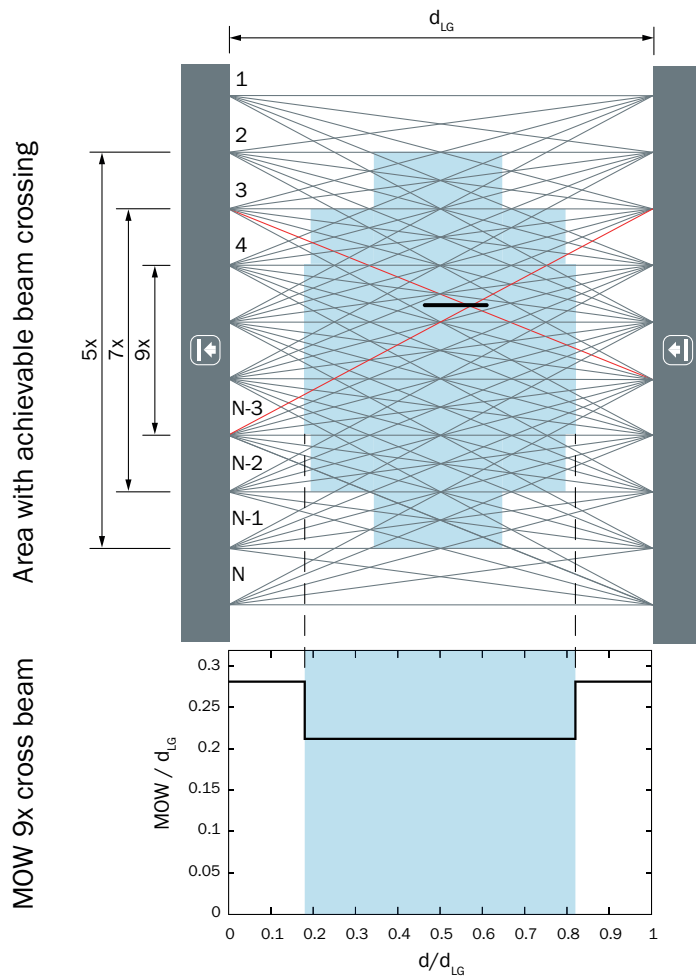 d_LG
1
2
3
4
N-3
N-2
N-1
N
5x
7x
9x
Area with achievable beam crossing
MOW 9x cross beam
MOW / d_LG
0.3
0.25
0.2
0.15
0.1
0.05
0
0 0.1 0.2 0.3 0.4 0.5 0.6 0.7 0.8 0.9 1
d/d_LG